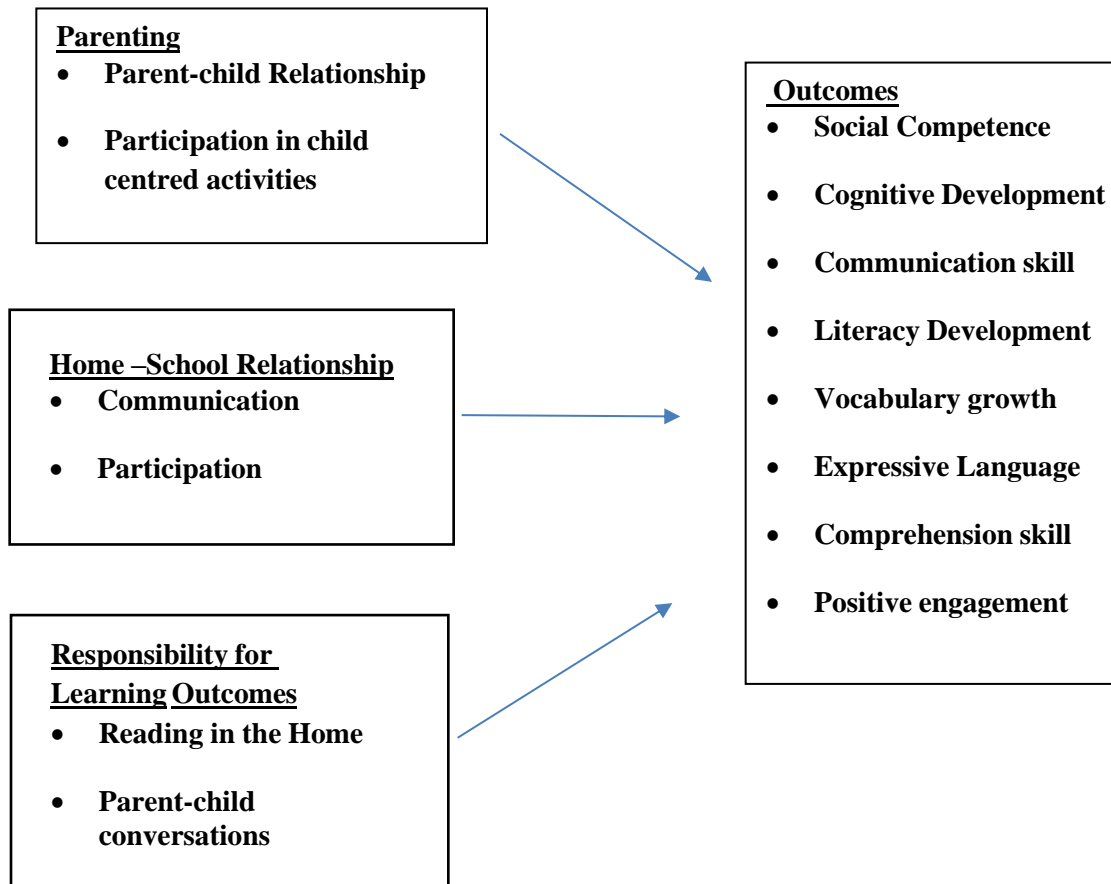 Parenting
• Parent-child Relationship
• Participation in child
centred activities
Home –School Relationship
• Communication
• Participation
Responsibility for
Learning Outcomes
• Reading in the Home
• Parent-child
conversations
Outcomes
• Social Competence
• Cognitive Development
• Communication skill
• Literacy Development
• Vocabulary growth
• Expressive Language
• Comprehension skill
• Positive engagement